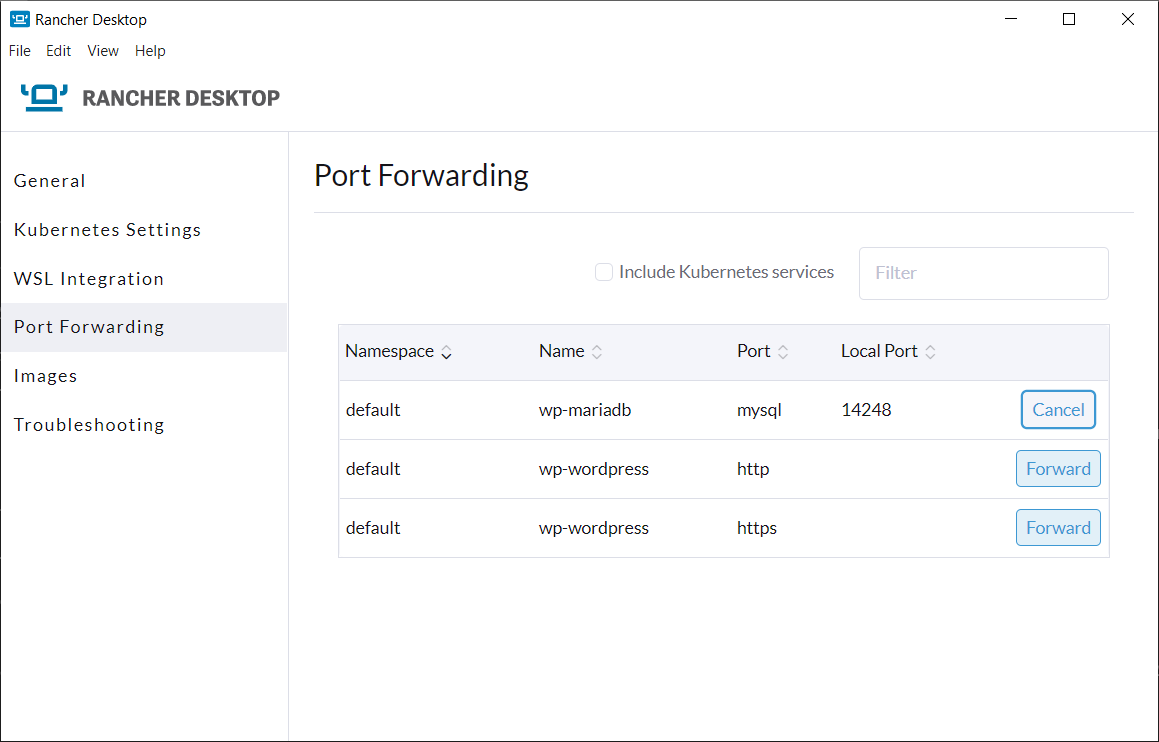 Rancher Desktop
File Edit View Help
RANCHER DESKTOP
General
Kubernetes Settings
WSL Integration
Port Forwarding
Images
Troubleshooting
Port Forwarding
Include Kubernetes services Filter
Namespace Name Port Local Port
default wp-mariadb mysql 14248 Cancel
default wp-wordpress http Forward
default wp-wordpress https Forward